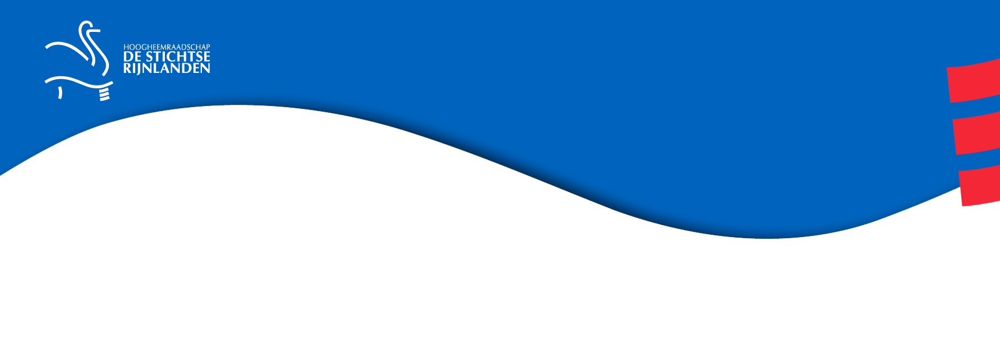 HOOGHEEMRAADSCHAP
DE STICHTSE
RIJNLANDEN